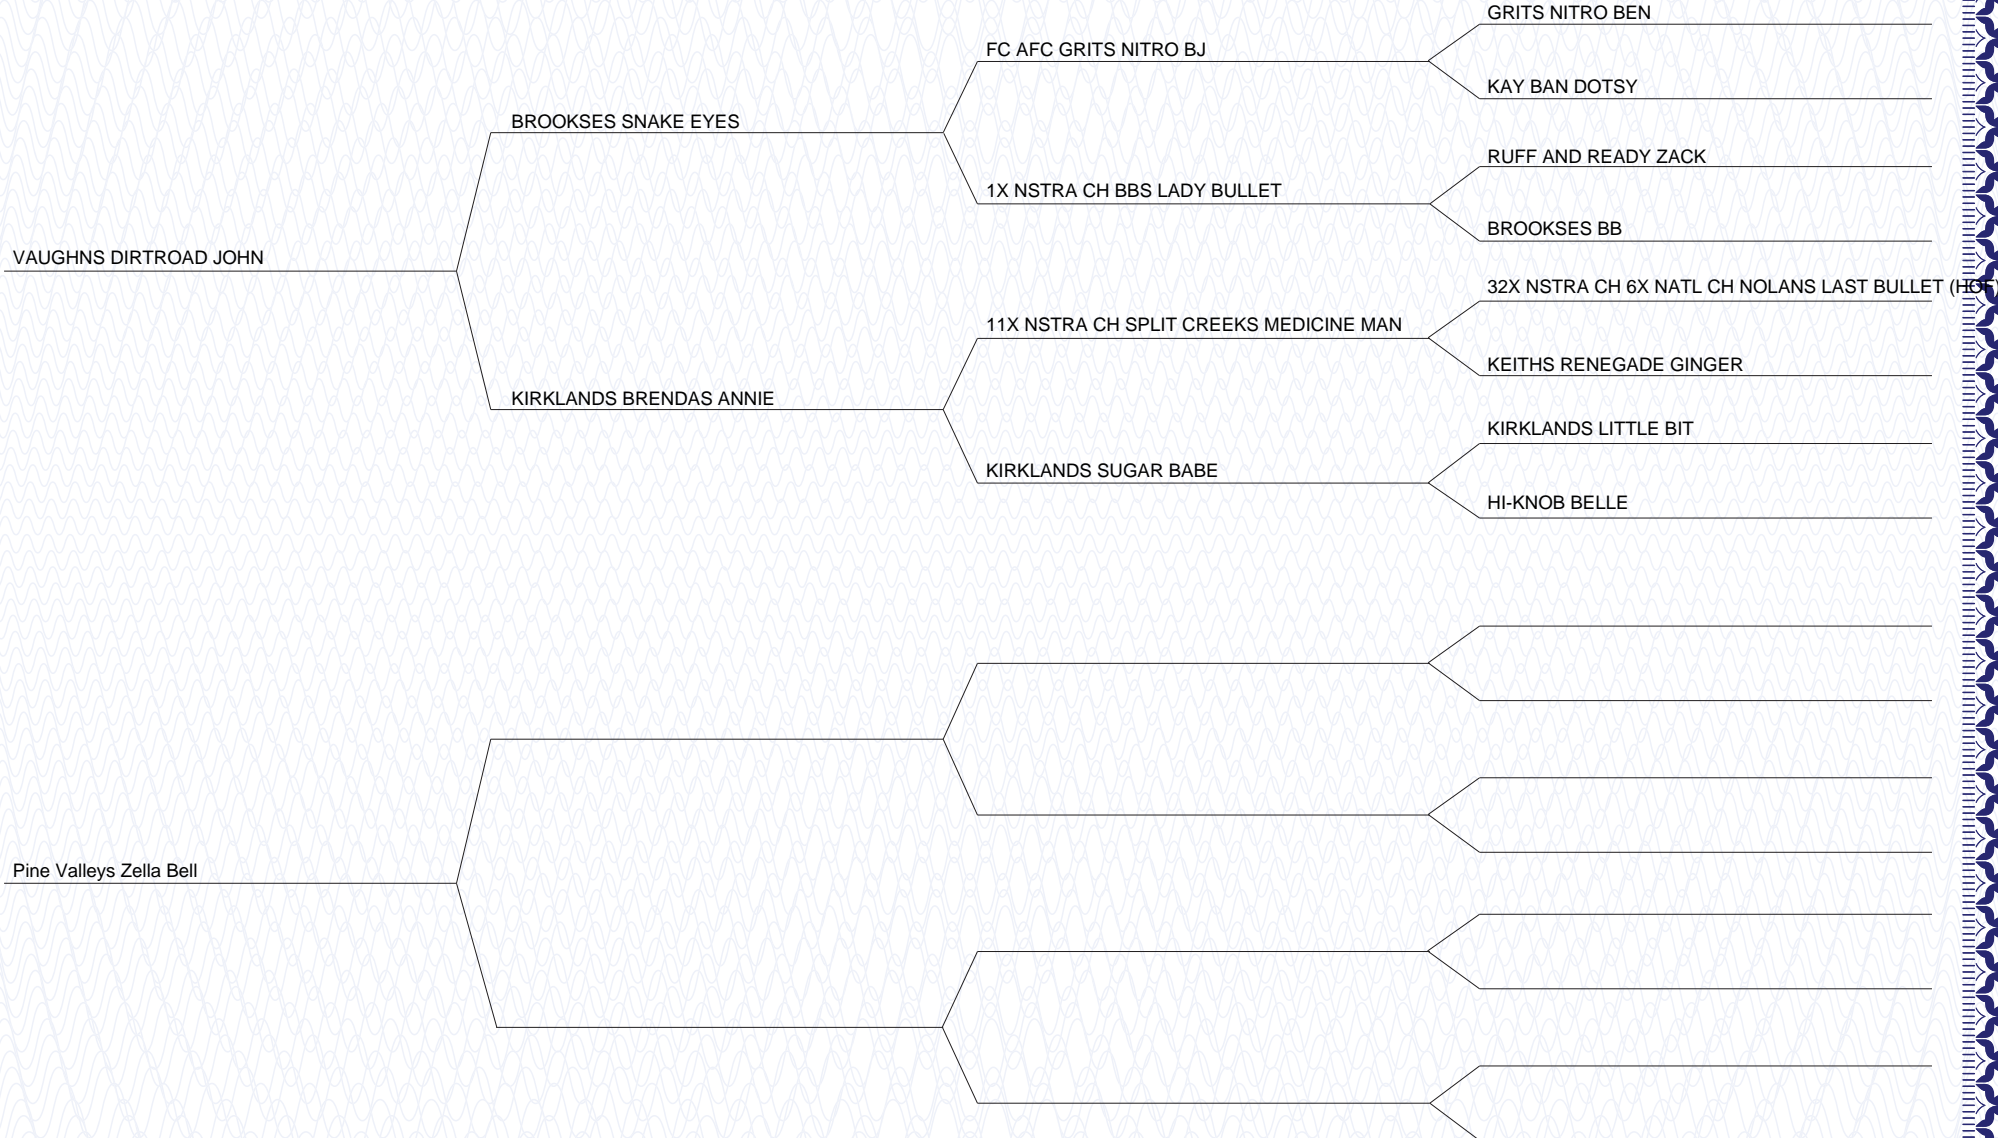 GRITS NITRO BEN
FC AFC GRITS NITRO BJ
KAY BAN DOTSY
BROOKSES SNAKE EYES
RUFF AND READY ZACK
1X NSTRA CH BBS LADY BULLET
BROOKSES BB
VAUGHNS DIRTROAD JOHN
32X NSTRA CH 6X NATL CH NOLANS LAST BULLET (HOF)
11X NSTRA CH SPLIT CREEKS MEDICINE MAN
KEITHS RENEGADE GINGER
KIRKLANDS BRENDAS ANNIE
KIRKLANDS LITTLE BIT
KIRKLANDS SUGAR BABE
HI-KNOB BELLE
Pine Valleys Zella Bell